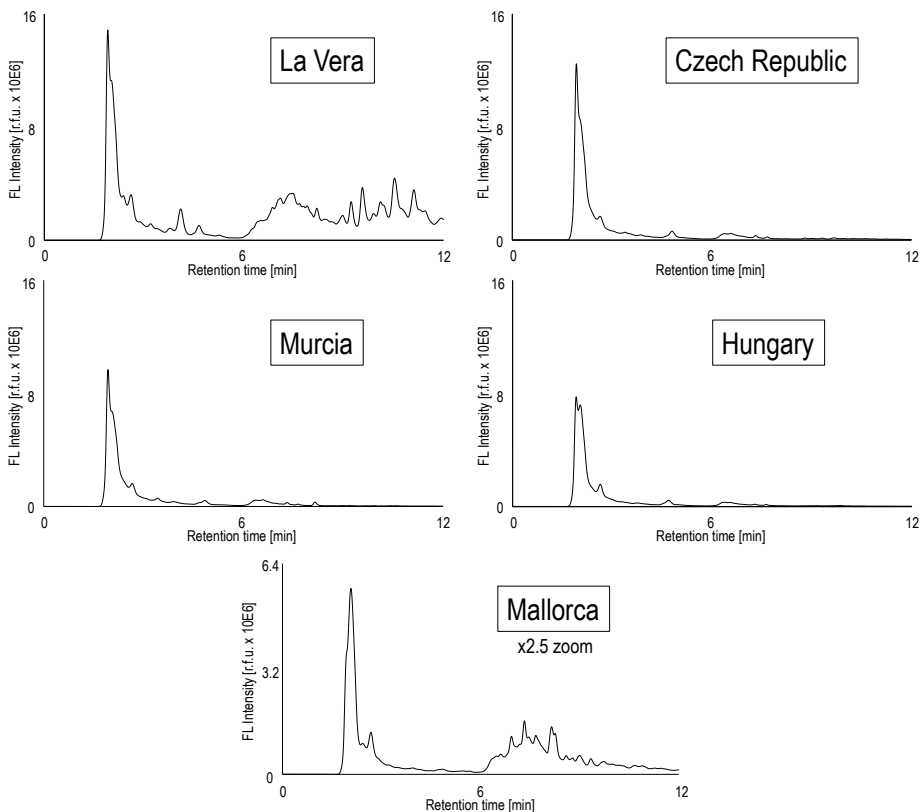 16
La Vera
FL Intensity [r.f.u. x 10E6]
8
0
0
6
12
Retention time [min]
16
Czech Republic
FL Intensity [r.f.u. x 10E6]
8
0
0
6
12
Retention time [min]
16
Murcia
FL Intensity [r.f.u. x 10E6]
8
0
0
6
12
Retention time [min]
16
Hungary
FL Intensity [r.f.u. x 10E6]
8
0
0
6
12
Retention time [min]
6.4
Mallorca
x2.5 zoom
FL Intensity [r.f.u. x 10E6]
3.2
0
0
6
12
Retention time [min]